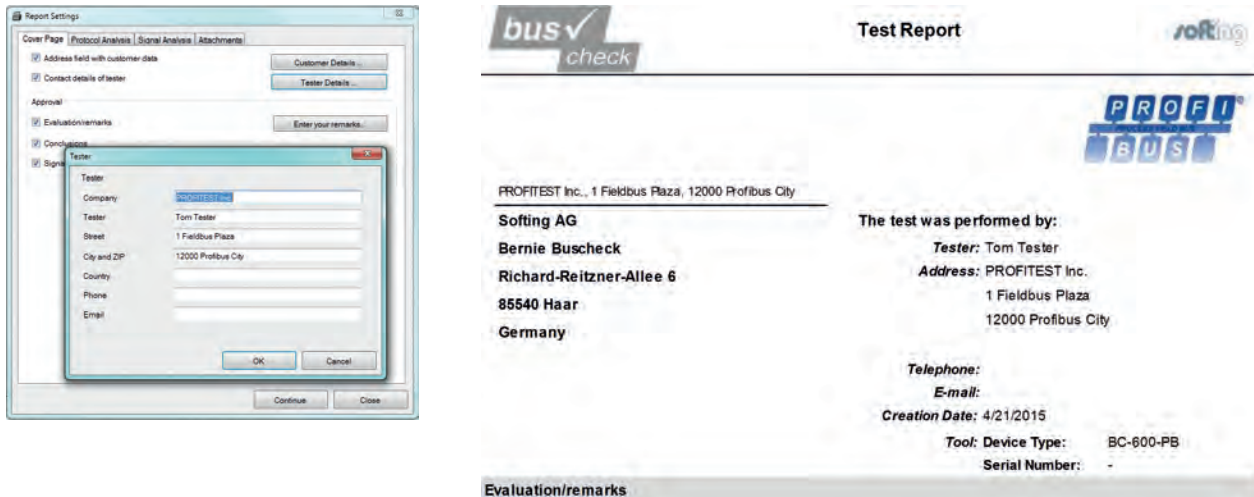 Report Settings
Cover Page Protocol Analysis Signal Analysis Attachments
Address field with customer data
Customer Details...
Contact details of tester
Tester Details...
Approval
Evaluation/remarks
Enter your remarks.
Conclusions
Signa
Tester
Tester
Company PROFITEST Inc.
Tester Tom Tester
Street 1 Fieldbus Plaza
City and ZIP 12000 Profibus City
Country
Phone
Email
OK Cancel
Continue Close
bus check
Test Report
softing
PROFI
PROCESS FIELD BUS
BUS
PROFITEST Inc., 1 Fieldbus Plaza, 12000 Profibus City
Softing AG
Bernie Buscheck
Richard-Reitzner-Allee 6
85540 Haar
Germany
The test was performed by:
Tester: Tom Tester
Address: PROFITEST Inc.
1 Fieldbus Plaza
12000 Profibus City
Telephone:
E-mail:
Creation Date: 4/21/2015
Tool: Device Type: BC-600-PB
Serial Number: -
Evaluation/remarks